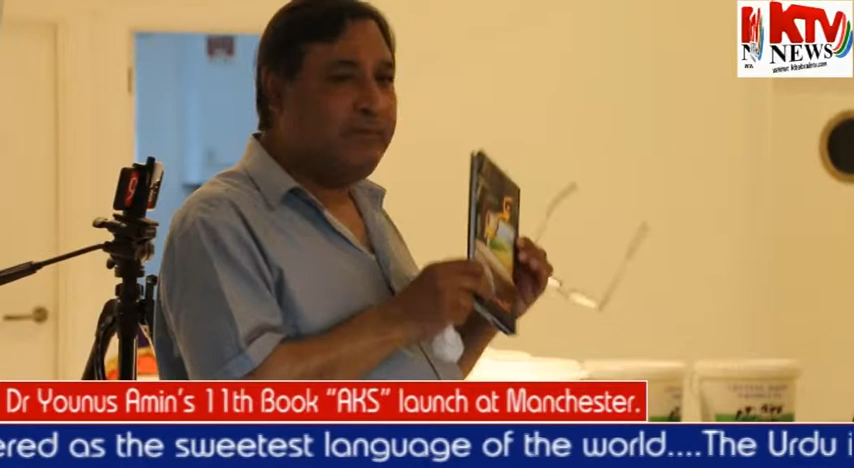 KTV
NEWS
Dr Younus Amin's 11th Book "AKS" launch at Manchester.
ered as the sweetest language of the world....The Urdu i